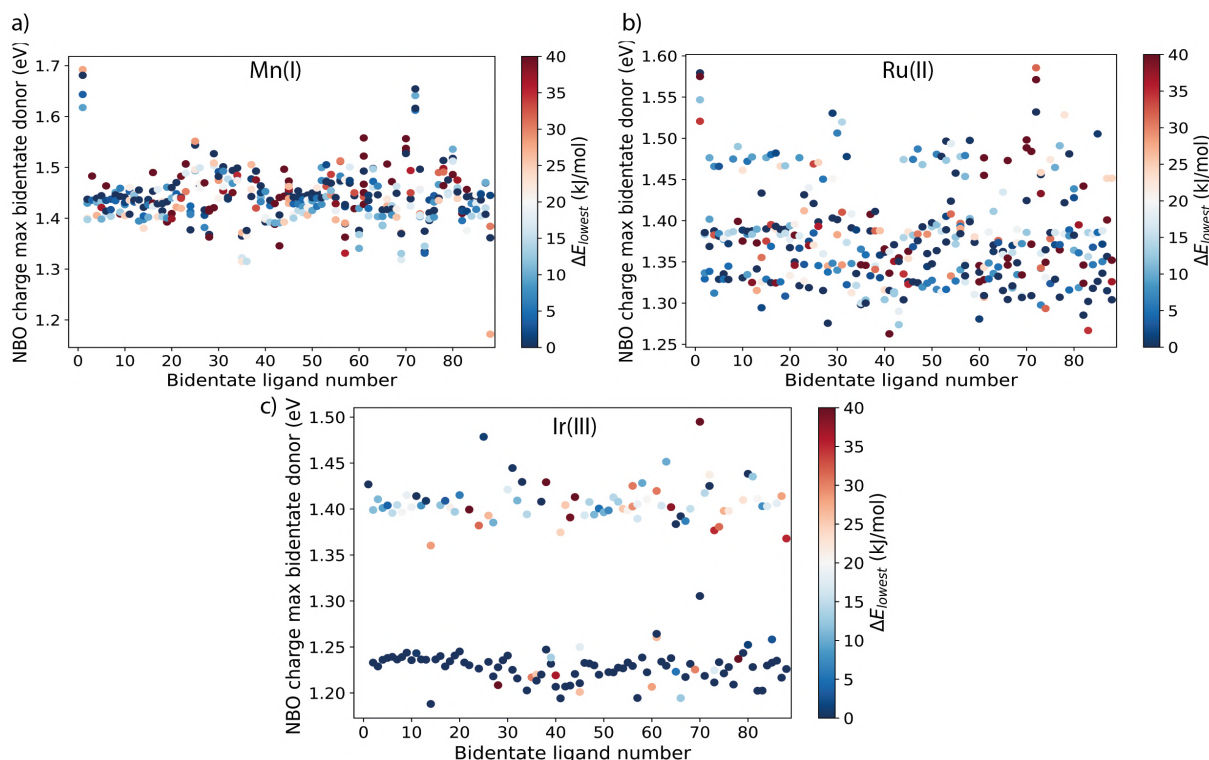 a)
NBO charge max bidentate donor (eV)
1.7
1.6
1.5
1.4
1.3
1.2
Mn(I)
0 10 20 30 40 50 60 70 80
Bidentate ligand number
40
35
30
25
20
15
10
5
0
ΔE_lowest (kJ/mol)
b)
NBO charge max bidentate donor (eV)
1.60
1.55
1.50
1.45
1.40
1.35
1.30
1.25
Ru(II)
0 10 20 30 40 50 60 70 80
Bidentate ligand number
40
35
30
25
20
15
10
5
0
ΔE_lowest (kJ/mol)
c)
NBO charge max bidentate donor (eV
1.50
1.45
1.40
1.35
1.30
1.25
1.20
Ir(III)
0 10 20 30 40 50 60 70 80
Bidentate ligand number
40
35
30
25
20
15
10
5
0
ΔE_lowest (kJ/mol)